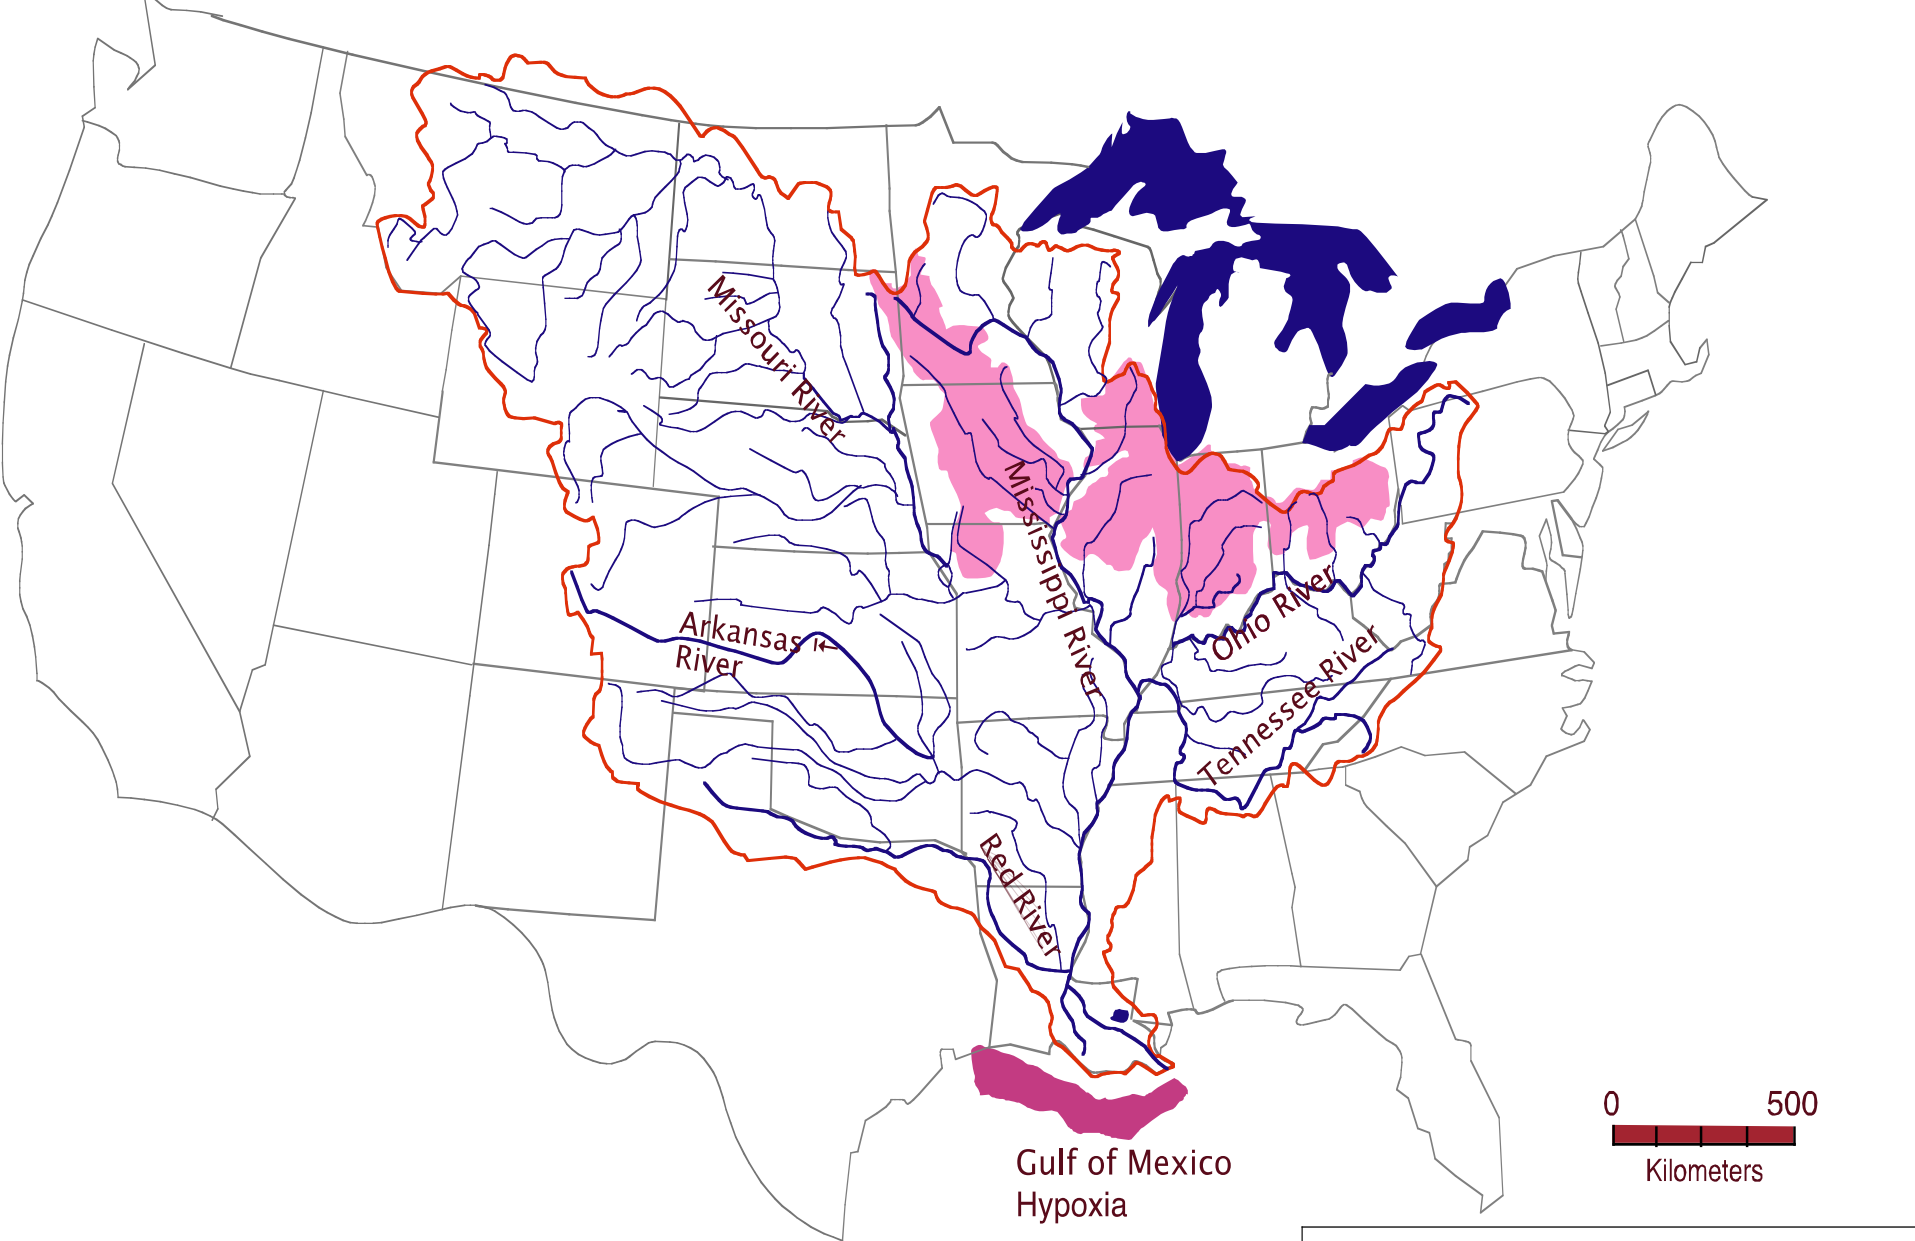 Missouri River
Mississippi River
Arkansas
River
Ohio River
Tennessee River
Red River
Gulf of Mexico
Hypoxia
0 500
Kilometers